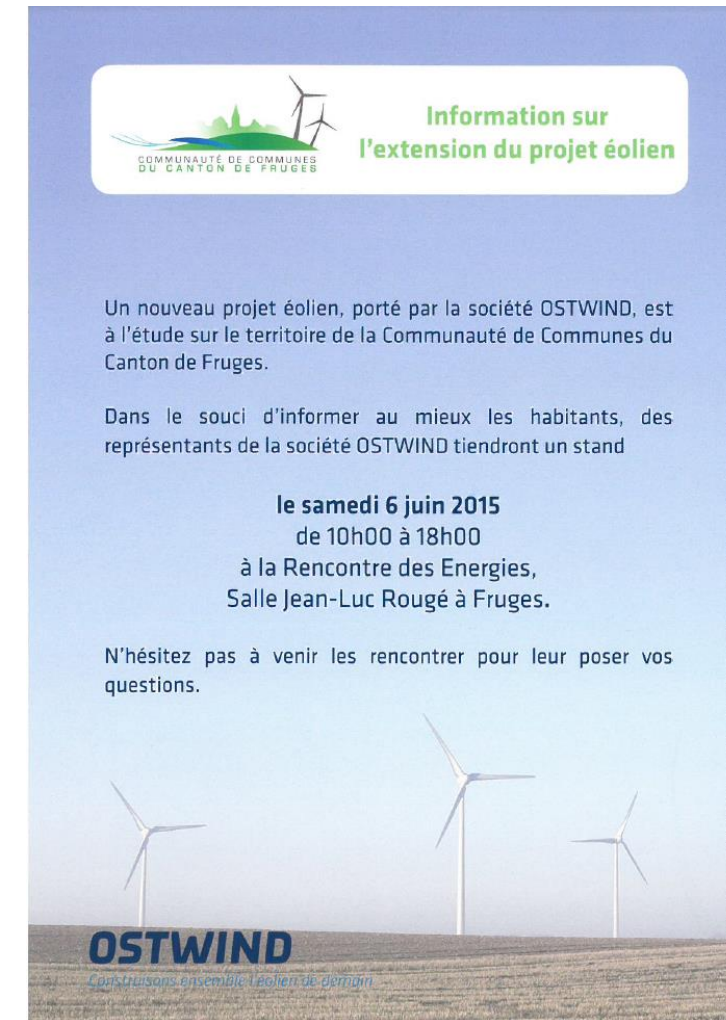 COMMUNAUTÉ DE COMMUNES
DU CANTON DE FRUGES
Information sur
l'extension du projet éolien
Un nouveau projet éolien, porté par la société OSTWIND, est
à l'étude sur le territoire de la Communauté de Communes du
Canton de Fruges.
Dans le souci d'informer au mieux les habitants, des
représentants de la société OSTWIND tiendront un stand
le samedi 6 juin 2015
de 10h00 à 18h00
à la Rencontre des Energies,
Salle Jean-Luc Rougé à Fruges.
N'hésitez pas à venir les rencontrer pour leur poser vos
questions.
OSTWIND
Construisons ensemble l'éolien de demain